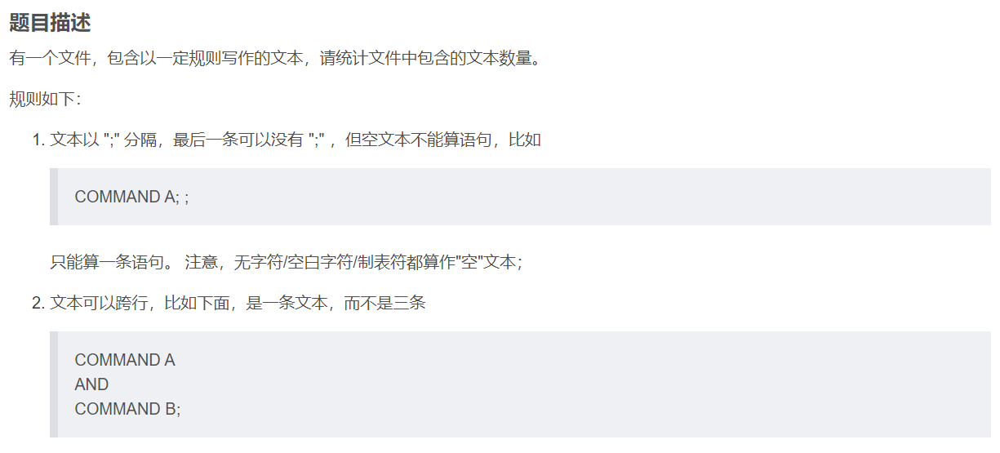 题目描述
有一个文件，包含以一定规则写作的文本，请统计文件中包含的文本数量。
规则如下：
1. 文本以 ";" 分隔，最后一条可以没有 ";" ，但空文本不能算语句，比如
COMMAND A; ;
只能算一条语句。 注意，无字符/空白字符/制表符都算作"空"文本；
2. 文本可以跨行，比如下面，是一条文本，而不是三条
COMMAND A
AND
COMMAND B;